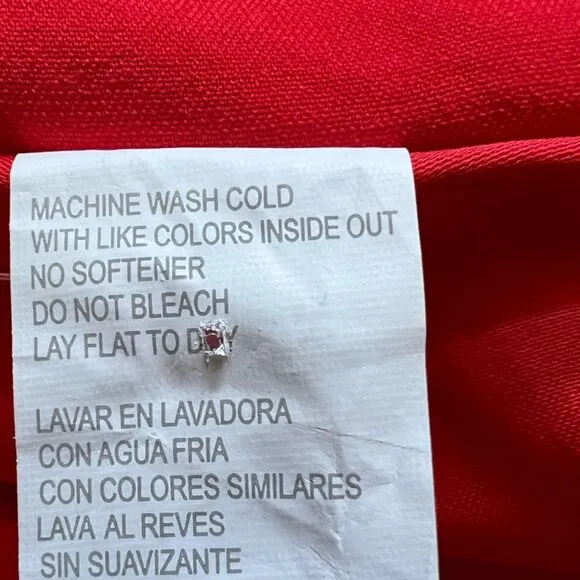 MACHINE WASH COLD
WITH LIKE COLORS INSIDE OUT
NO SOFTENER
DO NOT BLEACH
LAY FLAT TO
LAVAR EN LAVADORA
CON AGUA FRIA
CON COLORES SIMILARES
LAVA AL REVES
SIN SUAVIZANTE